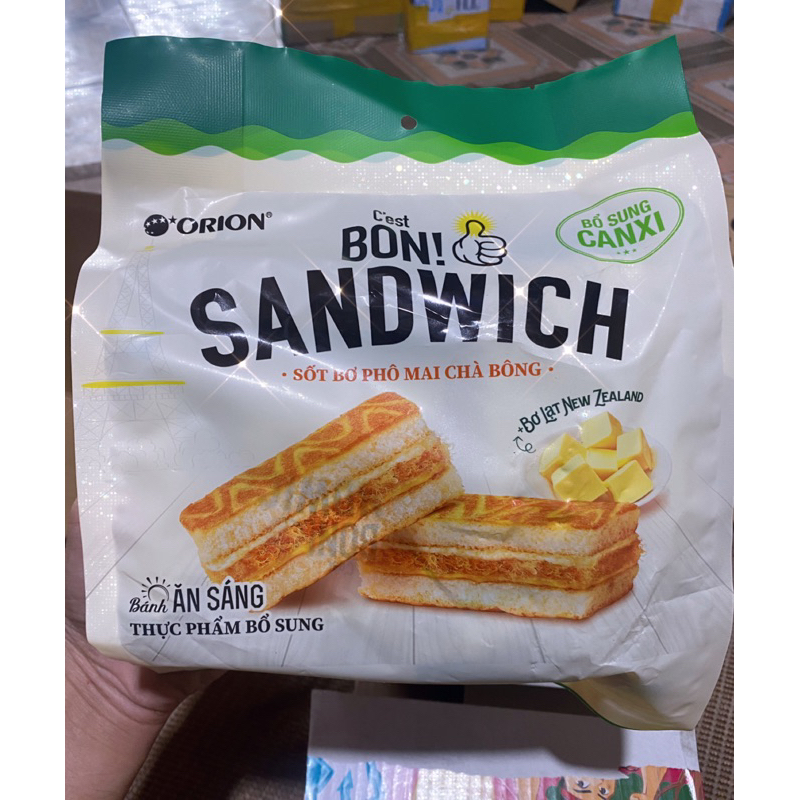 ORION®
C'est
BON!
SANDWICH
BỔ SUNG
CANXI
• SỐT BƠ PHÔ MAI CHÀ BÔNG •
+BƠ LẠT NEW ZEALAND
Bánh ĂN SÁNG
THỰC PHẨM BỔ SUNG